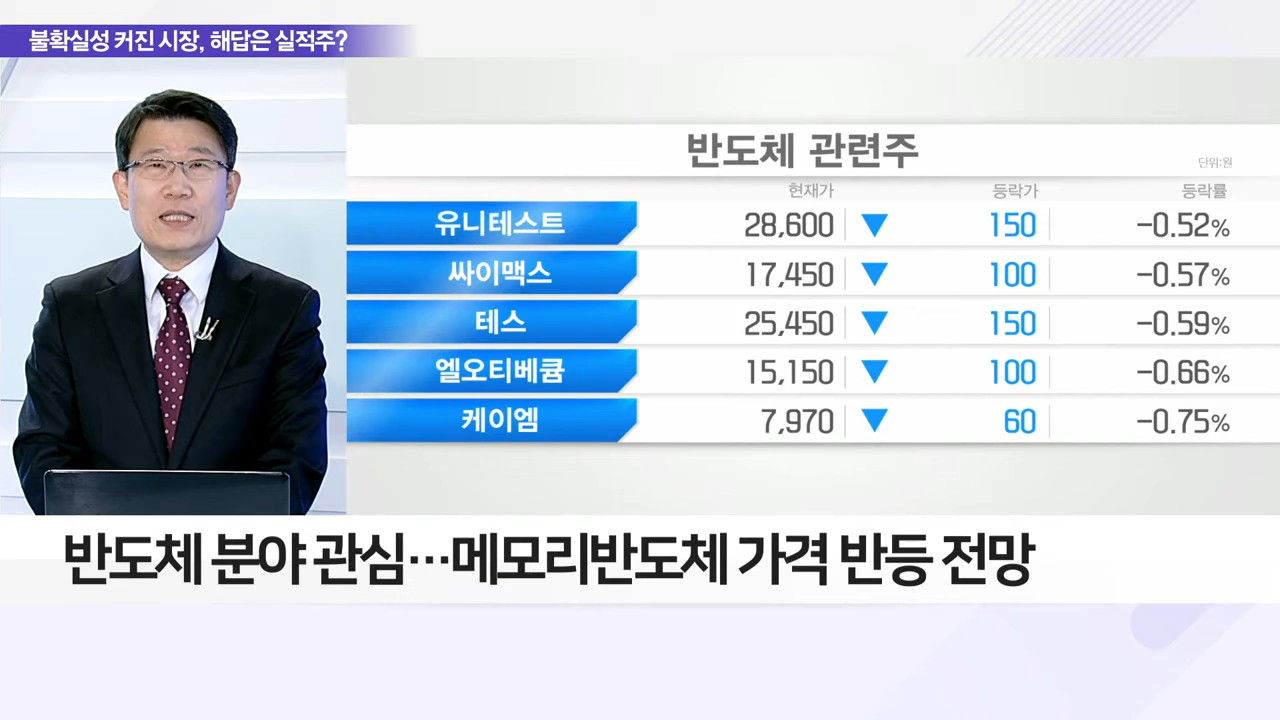 불확실성 커진 시장, 해답은 실적주?
반도체 관련주
단위:원
현재가 등락가 등락률
유니테스트 28,600 ▼ 150 -0.52%
싸이맥스 17,450 ▼ 100 -0.57%
테스 25,450 ▼ 150 -0.59%
엘오티베큠 15,150 ▼ 100 -0.66%
케이엠 7,970 ▼ 60 -0.75%
반도체 분야 관심…메모리반도체 가격 반등 전망